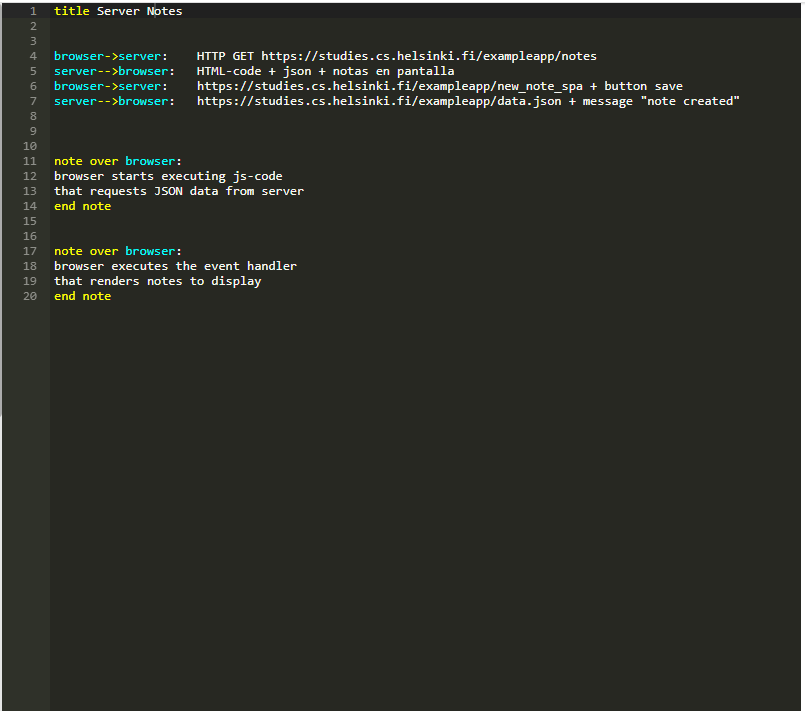 1 title Server Notes
2
3
4 browser->server: HTTP GET https://studies.cs.helsinki.fi/exampleapp/notes
5 server-->browser: HTML-code + json + notas en pantalla
6 browser->server: https://studies.cs.helsinki.fi/exampleapp/new_note_spa + button save
7 server-->browser: https://studies.cs.helsinki.fi/exampleapp/data.json + message "note created"
8
9
10
11 note over browser:
12 browser starts executing js-code
13 that requests JSON data from server
14 end note
15
16
17 note over browser:
18 browser executes the event handler
19 that renders notes to display
20 end note